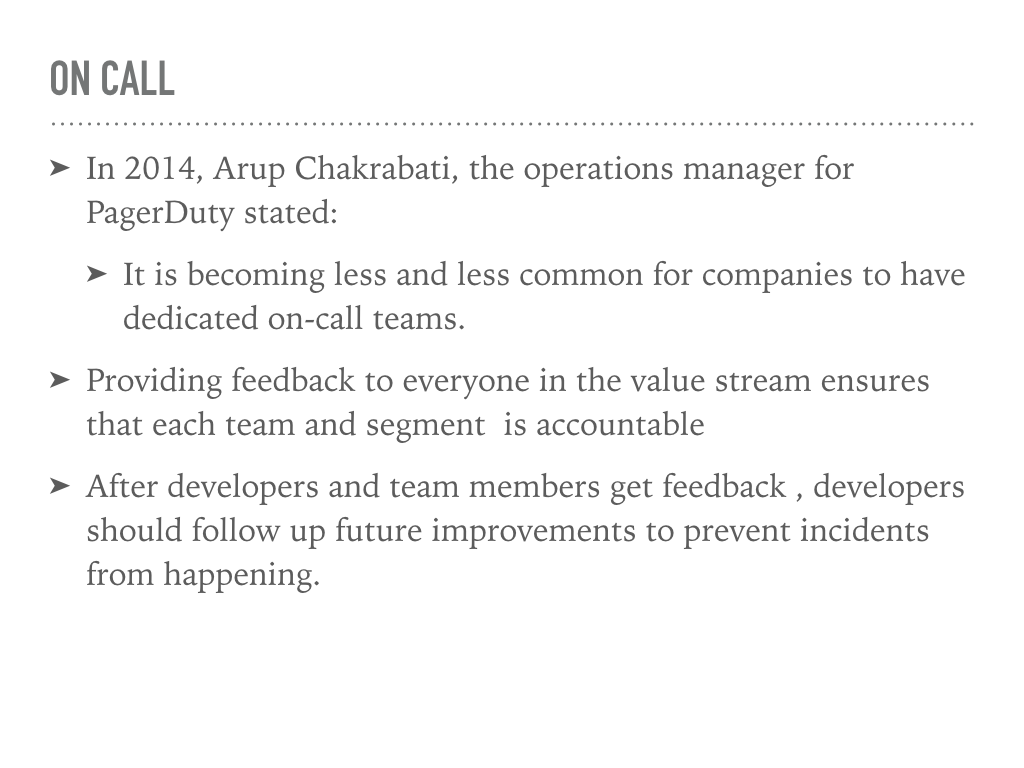 ON CALL
➤ In 2014, Arup Chakrabati, the operations manager for
PagerDuty stated:
➤ It is becoming less and less common for companies to have
dedicated on-call teams.
➤ Providing feedback to everyone in the value stream ensures
that each team and segment  is accountable
➤ After developers and team members get feedback , developers
should follow up future improvements to prevent incidents
from happening.